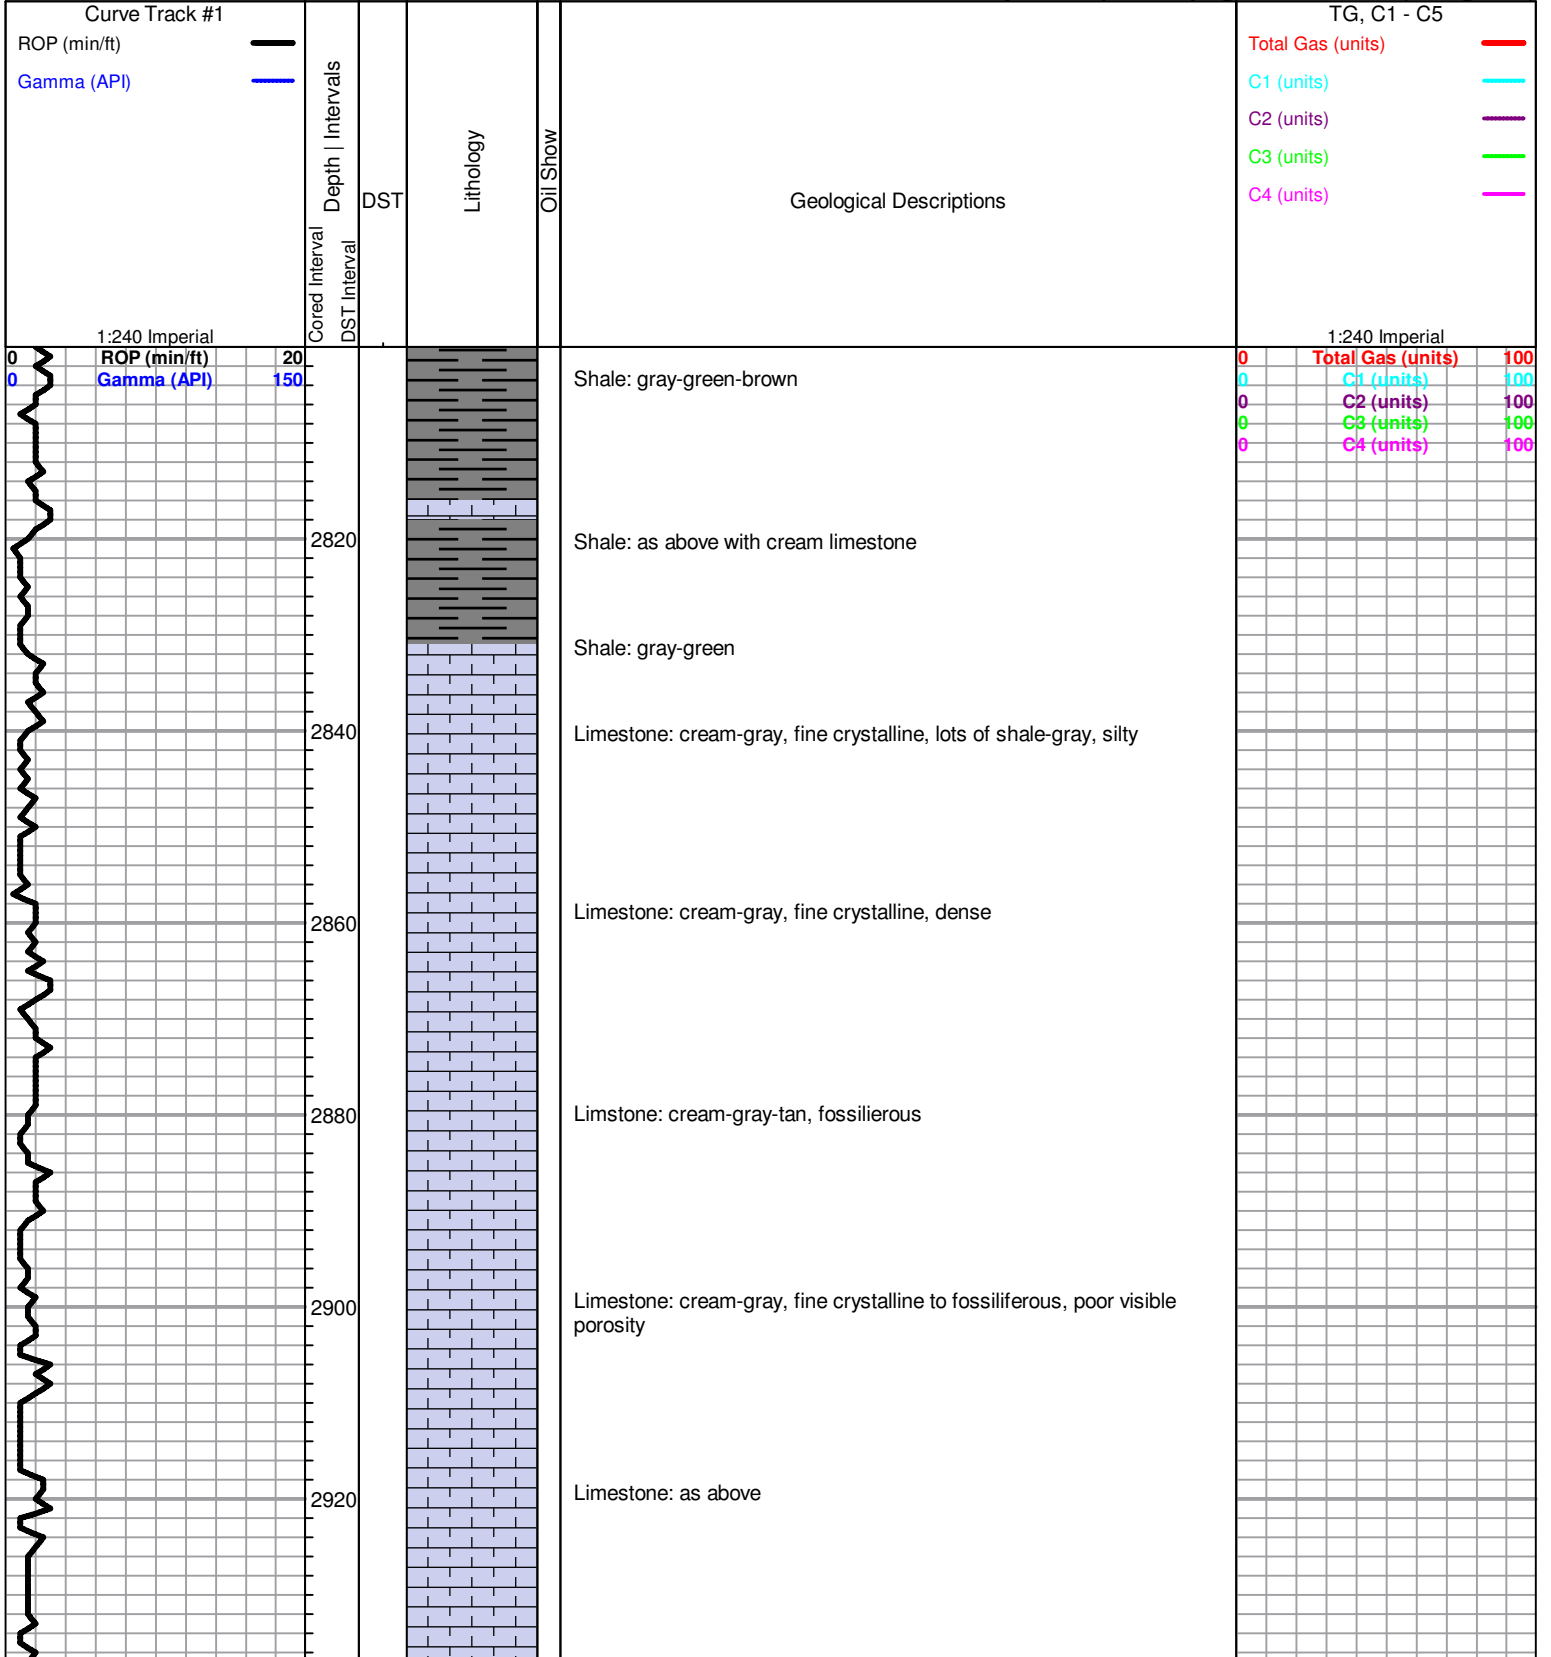 Curve Track #1
ROP (min/ft)
Gamma (API)
1:240 Imperial
Depth | Intervals
Cored Interval
DST Interval
DST
Lithology
Oil Show
Geological Descriptions
TG, C1 - C5
Total Gas (units)
C1 (units)
C2 (units)
C3 (units)
C4 (units)
1:240 Imperial
0 ROP (min/ft) 20
0 Gamma (API) 150
0 Total Gas (units) 100
0 C1 (units) 100
0 C2 (units) 100
0 C3 (units) 100
0 C4 (units) 100
Shale: gray-green-brown
2820
Shale: as above with cream limestone
Shale: gray-green
2840
Limestone: cream-gray, fine crystalline, lots of shale-gray, silty
2860
Limestone: cream-gray, fine crystalline, dense
2880
Limstone: cream-gray-tan, fossilierous
2900
Limestone: cream-gray, fine crystalline to fossiliferous, poor visible
porosity
2920
Limestone: as above